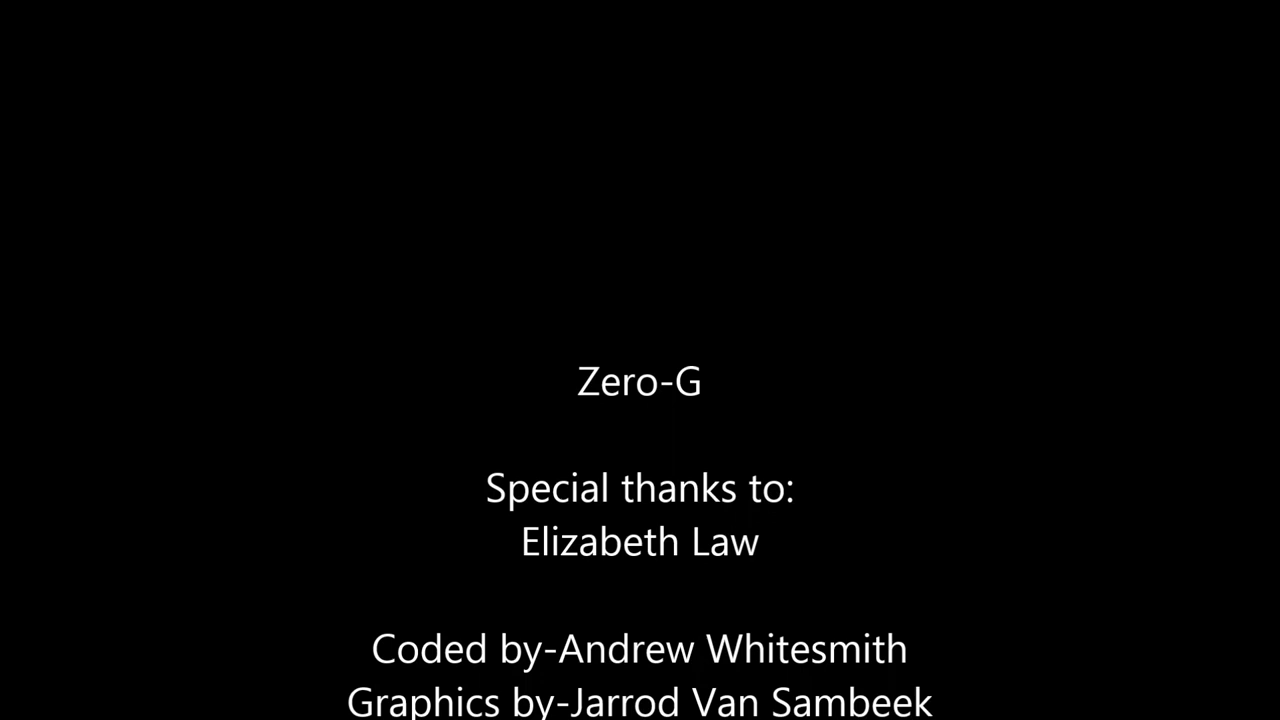 Zero-G
Special thanks to:
Elizabeth Law
Coded by-Andrew Whitesmith
Graphics by-Jarrod Van Sambeek